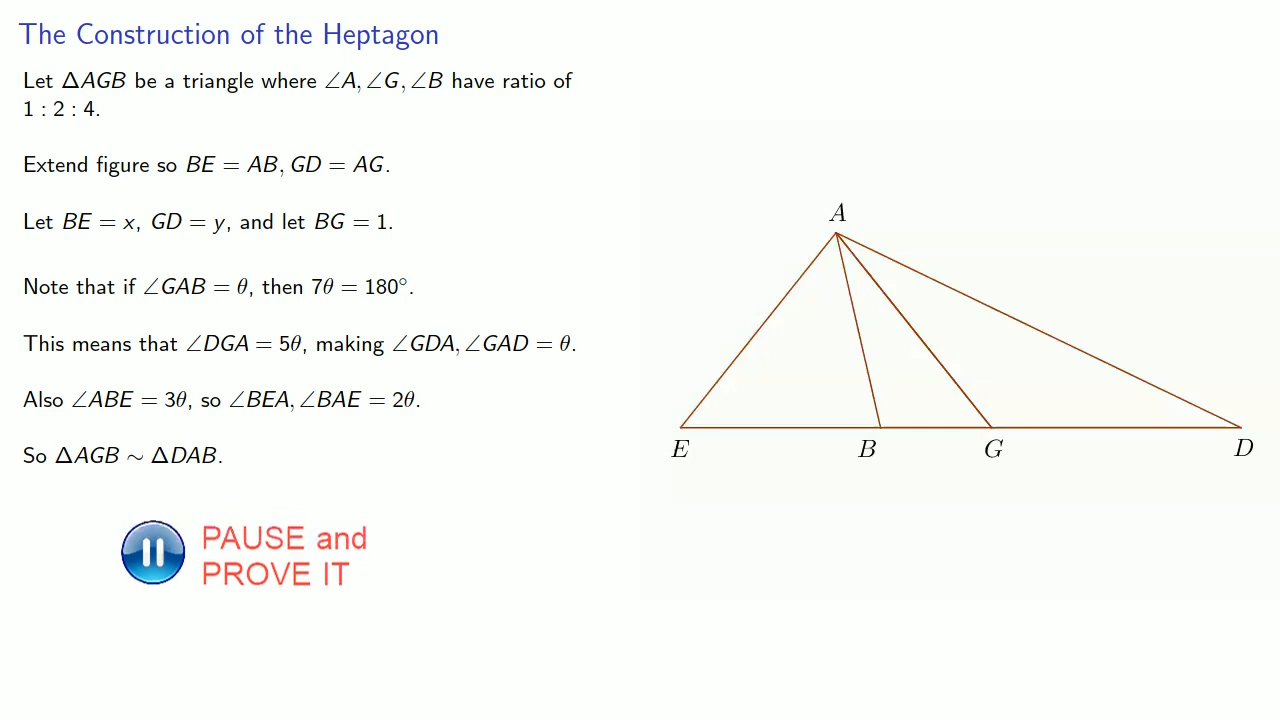 The Construction of the Heptagon
Let ΔAGB be a triangle where ∠A, ∠G, ∠B have ratio of
1 : 2 : 4.
Extend figure so BE = AB, GD = AG.
Let BE = x, GD = y, and let BG = 1.
Note that if ∠GAB = θ, then 7θ = 180°.
This means that ∠DGA = 5θ, making ∠GDA, ∠GAD = θ.
Also ∠ABE = 3θ, so ∠BEA, ∠BAE = 2θ.
So ΔAGB ∼ ΔDAB.
PAUSE and
PROVE IT
A
E
B
G
D